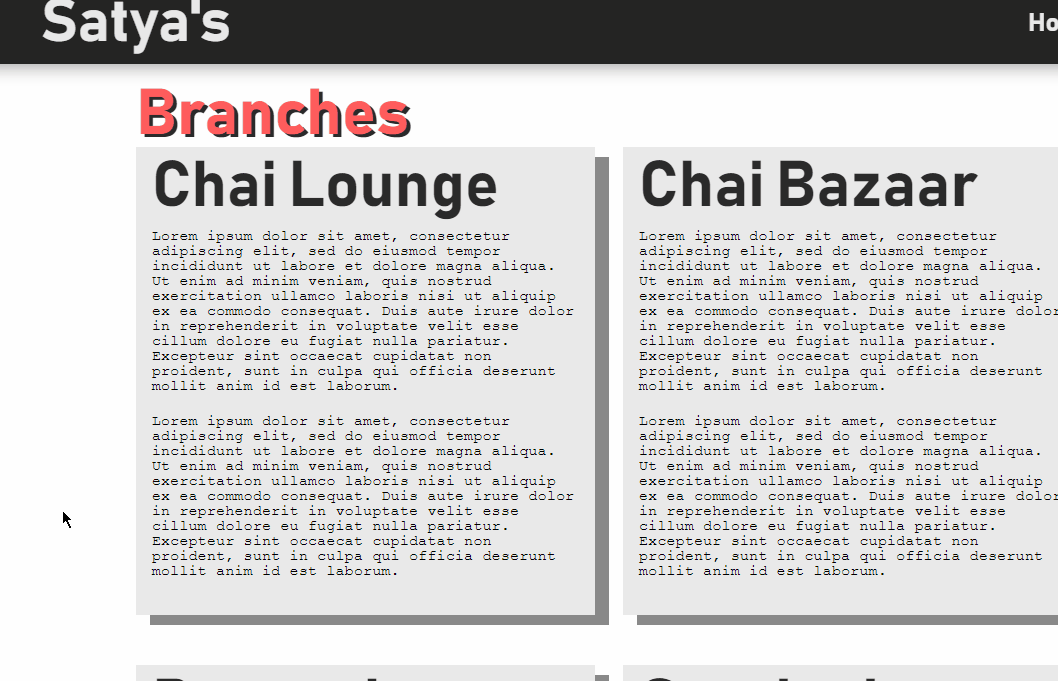 Satya's
Ho
Branches
Chai Lounge
Lorem ipsum dolor sit amet, consectetur
adipiscing elit, sed do eiusmod tempor
incididunt ut labore et dolore magna aliqua.
Ut enim ad minim veniam, quis nostrud
exercitation ullamco laboris nisi ut aliquip
ex ea commodo consequat. Duis aute irure dolor
in reprehenderit in voluptate velit esse
cillum dolore eu fugiat nulla pariatur.
Excepteur sint occaecat cupidatat non
proident, sunt in culpa qui officia deserunt
mollit anim id est laborum.
Lorem ipsum dolor sit amet, consectetur
adipiscing elit, sed do eiusmod tempor
incididunt ut labore et dolore magna aliqua.
Ut enim ad minim veniam, quis nostrud
exercitation ullamco laboris nisi ut aliquip
ex ea commodo consequat. Duis aute irure dolor
in reprehenderit in voluptate velit esse
cillum dolore eu fugiat nulla pariatur.
Excepteur sint occaecat cupidatat non
proident, sunt in culpa qui officia deserunt
mollit anim id est laborum.
Chai Bazaar
Lorem ipsum dolor sit amet, consectetur
adipiscing elit, sed do eiusmod tempor
incididunt ut labore et dolore magna aliqua.
Ut enim ad minim veniam, quis nostrud
exercitation ullamco laboris nisi ut aliquip
ex ea commodo consequat. Duis aute irure dolor
in reprehenderit in voluptate velit esse
cillum dolore eu fugiat nulla pariatur.
Excepteur sint occaecat cupidatat non
proident, sunt in culpa qui officia deserunt
mollit anim id est laborum.
Lorem ipsum dolor sit amet, consectetur
adipiscing elit, sed do eiusmod tempor
incididunt ut labore et dolore magna aliqua.
Ut enim ad minim veniam, quis nostrud
exercitation ullamco laboris nisi ut aliquip
ex ea commodo consequat. Duis aute irure dolor
in reprehenderit in voluptate velit esse
cillum dolore eu fugiat nulla pariatur.
Excepteur sint occaecat cupidatat non
proident, sunt in culpa qui officia deserunt
mollit anim id est laborum.